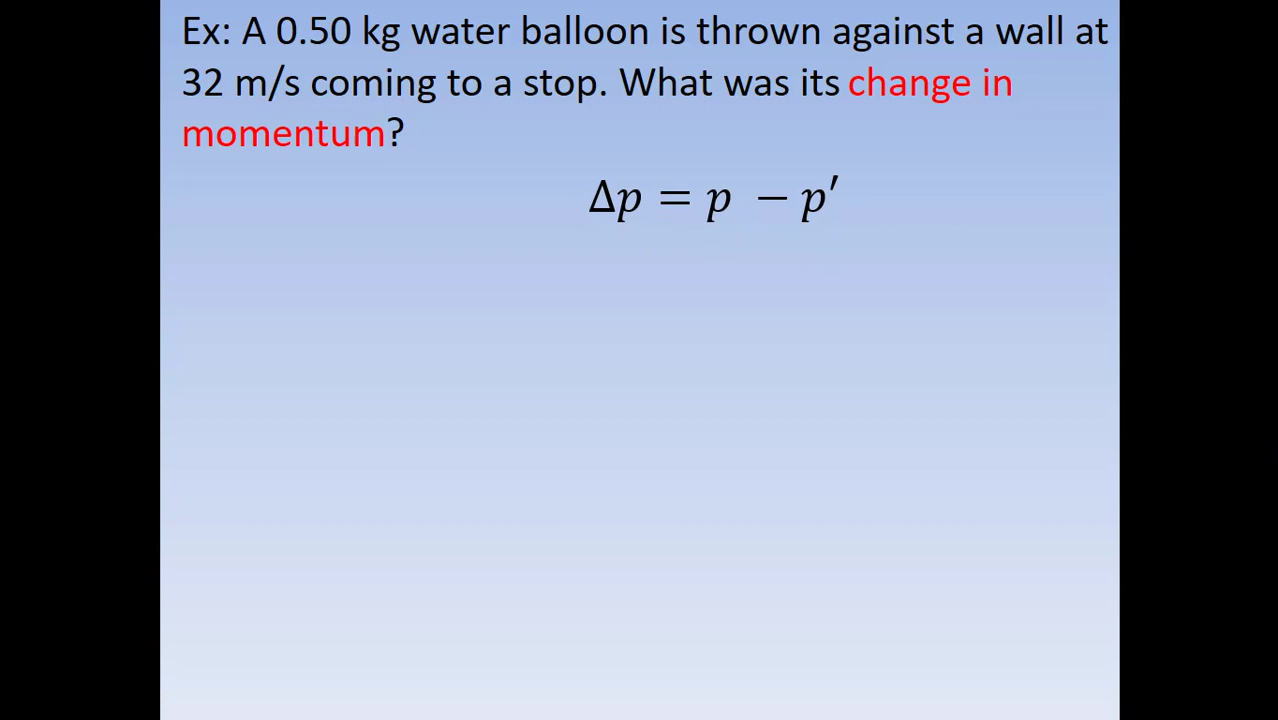 Ex: A 0.50 kg water balloon is thrown against a wall at
32 m/s coming to a stop. What was its change in
momentum?
Δp = p − p′